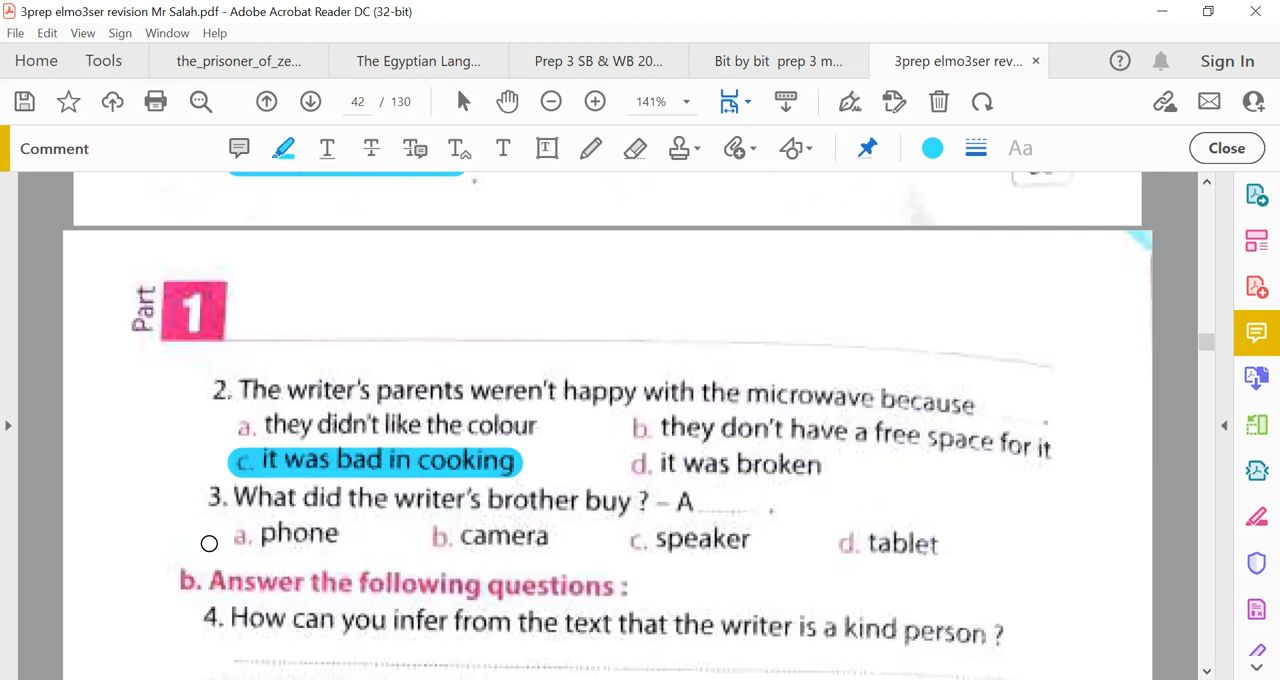 3prep elmo3ser revision Mr Salah.pdf - Adobe Acrobat Reader DC (32-bit)
File Edit View Sign Window Help
Home Tools the_prisoner_of_ze... The Egyptian Lang... Prep 3 SB & WB 20... Bit by bit prep 3 m... 3prep elmo3ser rev... × Sign In
42 / 130 141%
Comment Aa Close
Part 1
2. The writer's parents weren't happy with the microwave because
a. they didn't like the colour b. they don't have a free space for it
c. it was bad in cooking d. it was broken
3. What did the writer's brother buy ? – A ........ .
a. phone b. camera c. speaker d. tablet
b. Answer the following questions :
4. How can you infer from the text that the writer is a kind person ?